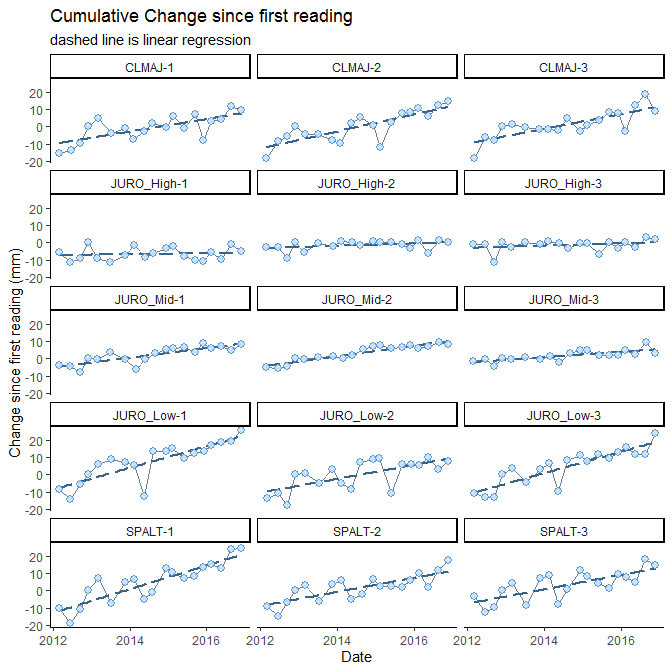 Cumulative Change since first reading
dashed line is linear regression
CLMAJ-1 CLMAJ-2 CLMAJ-3
20
10
0
-10
-20
JURO_High-1 JURO_High-2 JURO_High-3
20
10
0
-10
-20
JURO_Mid-1 JURO_Mid-2 JURO_Mid-3
20
10
0
-10
-20
JURO_Low-1 JURO_Low-2 JURO_Low-3
20
10
0
-10
-20
SPALT-1 SPALT-2 SPALT-3
20
10
0
-10
-20
Change since first reading (mm)
2012 2014 2016 2012 2014 2016 2012 2014 2016
Date